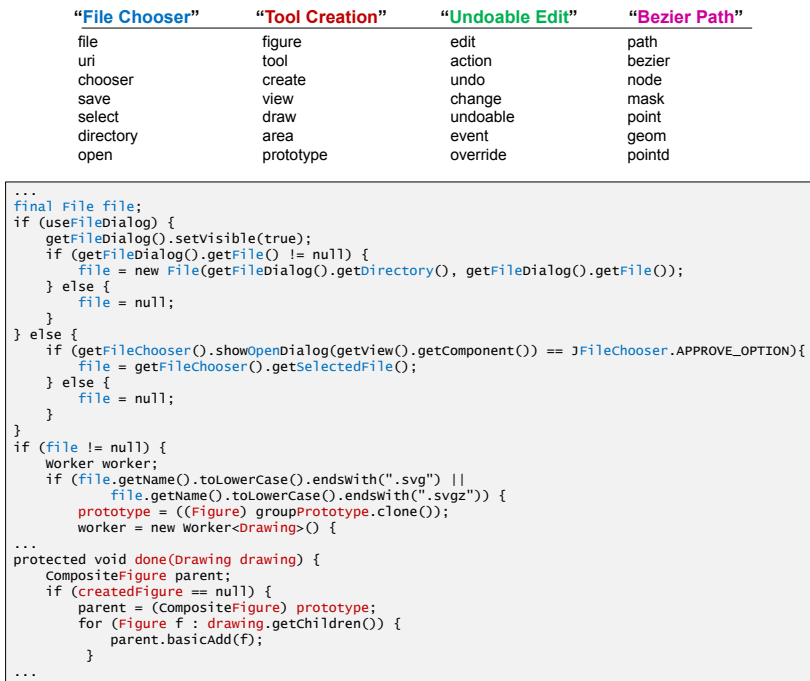 “File Chooser” “Tool Creation” “Undoable Edit” “Bezier Path”
file figure edit path
uri tool action bezier
chooser create undo node
save view change mask
select draw undoable point
directory area event geom
open prototype override pointd
...
final File file;
if (useFileDialog) {
    getFileDialog().setVisible(true);
    if (getFileDialog().getFile() != null) {
        file = new File(getFileDialog().getDirectory(), getFileDialog().getFile());
    } else {
        file = null;
    }
} else {
    if (getFileChooser().showOpenDialog(getView().getComponent()) == JFileChooser.APPROVE_OPTION){
        file = getFileChooser().getSelectedFile();
    } else {
        file = null;
    }
}
if (file != null) {
    Worker worker;
    if (file.getName().toLowerCase().endsWith(".svg") ||
            file.getName().toLowerCase().endsWith(".svgz")) {
        prototype = ((Figure) groupPrototype.clone());
        worker = new Worker<Drawing>() {
...
protected void done(Drawing drawing) {
    CompositeFigure parent;
    if (createdFigure == null) {
        parent = (CompositeFigure) prototype;
        for (Figure f : drawing.getChildren()) {
            parent.basicAdd(f);
        }
...